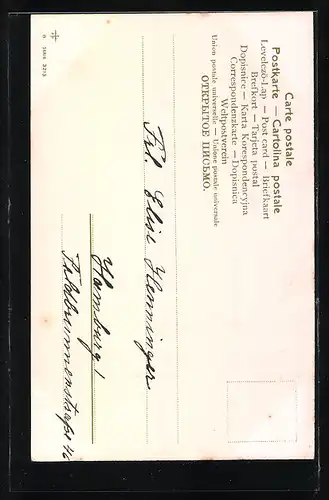 Carte postale
Postkarte — Cartolina postale
Levelező-Lap — Post card — Briefkaart
Brefkort — Tarjeta postal
Dopisnice — Karta Korespondencyjna
Correspondenzkarte — Dopisnica
Weltpostverein
Union postale universelle — Unione postale universale
ОТКРЫТОЕ ПИСЬМО.
Frl. Elise Henninger
Hamburg!